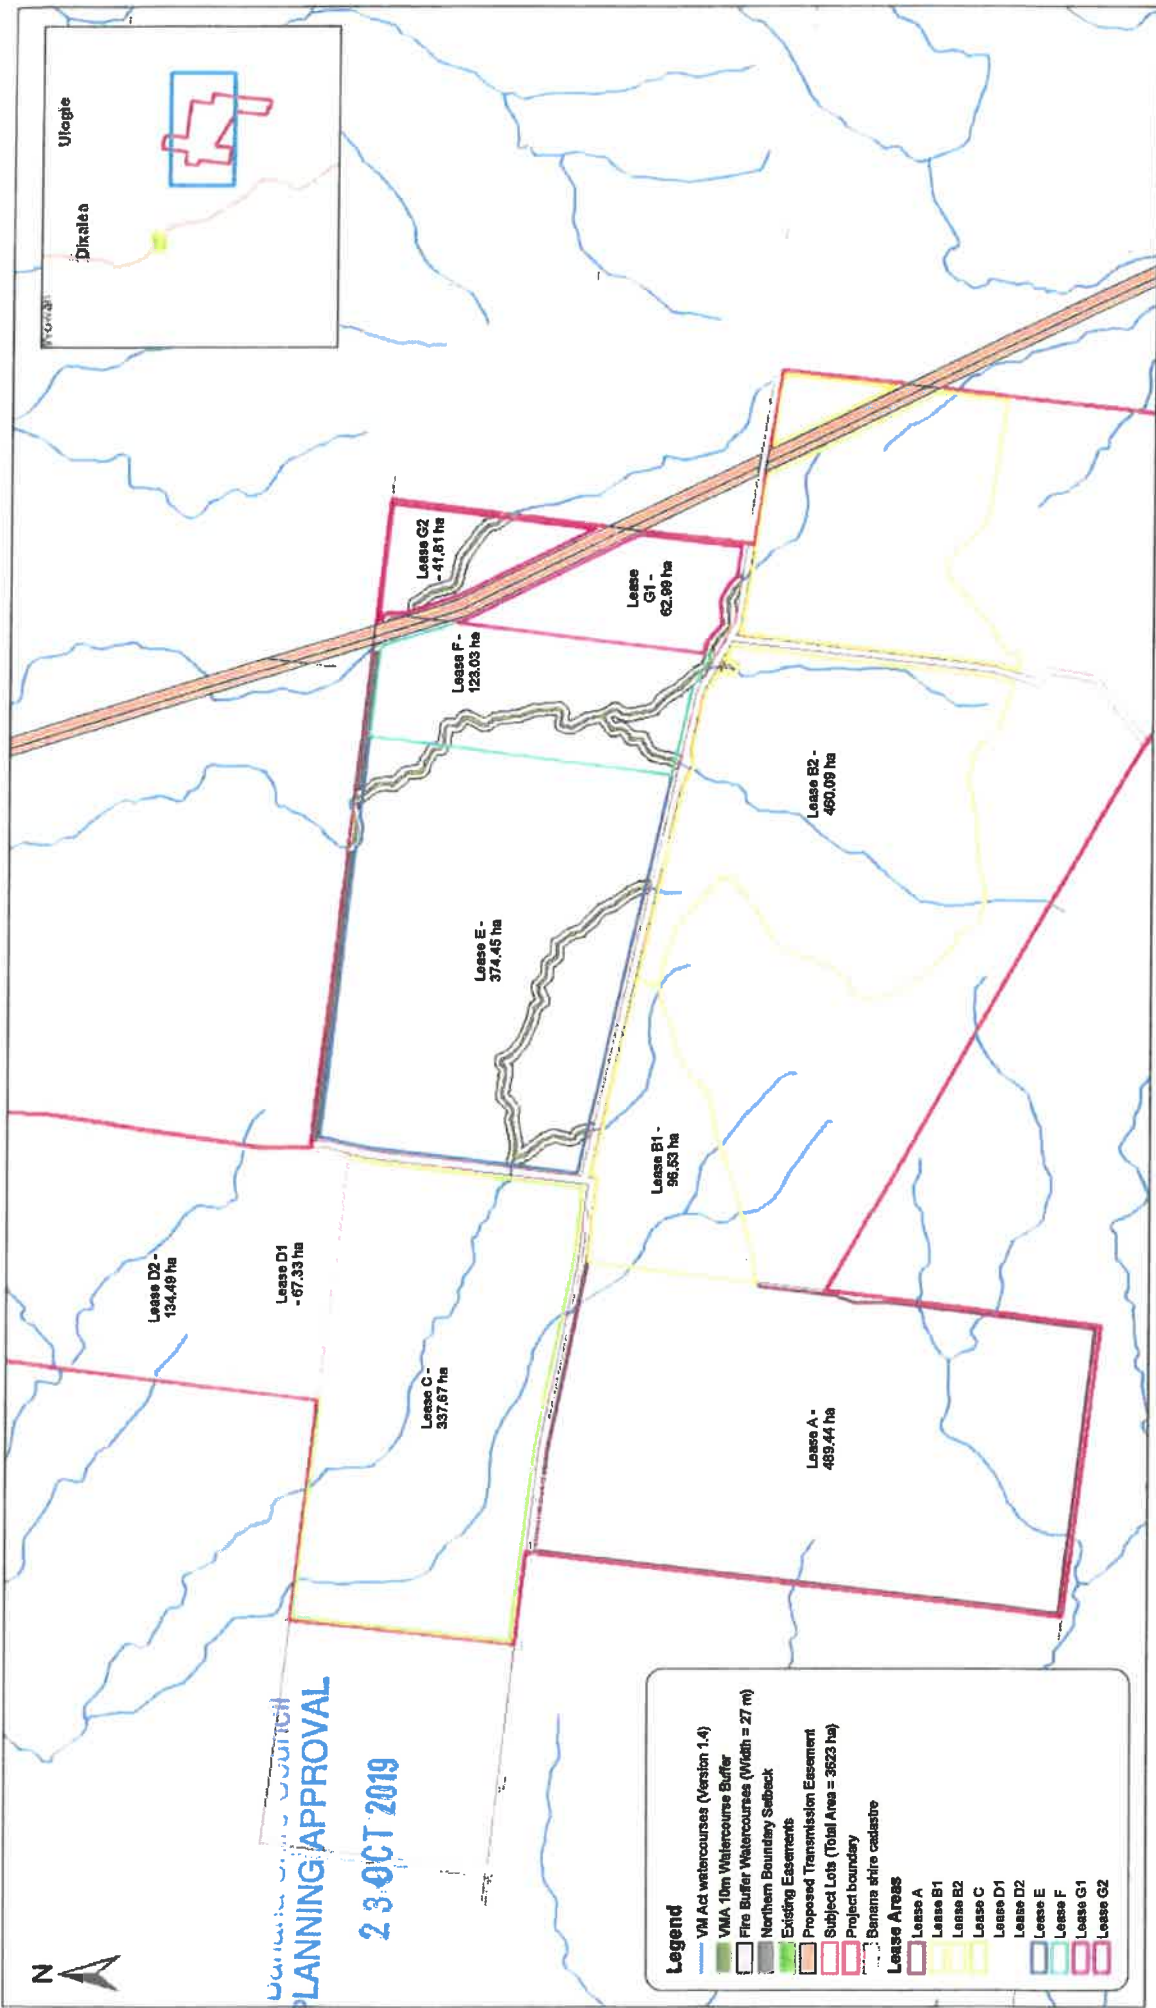 N
Banana Shire Council
PLANNING APPROVAL
23 OCT 2019
Wowan
Dixalea
Ulogie
Lease D2 -
134.49 ha
Lease D1
- 67.33 ha
Lease C -
337.67 ha
Lease E -
374.45 ha
Lease F -
123.03 ha
Lease G2
- 41.81 ha
Lease
G1 -
62.99 ha
Lease B1 -
96.53 ha
Lease B2 -
460.09 ha
Lease A -
489.44 ha
Legend
VM Act watercourses (Version 1.4)
VMA 10m Watercourse Buffer
Fire Buffer Watercourses (Width = 27 m)
Northern Boundary Setback
Existing Easements
Proposed Transmission Easement
Subject Lots (Total Area = 3623 ha)
Project boundary
Banana shire cadastre
Lease Areas
Lease A
Lease B1
Lease B2
Lease C
Lease D1
Lease D2
Lease E
Lease F
Lease G1
Lease G2